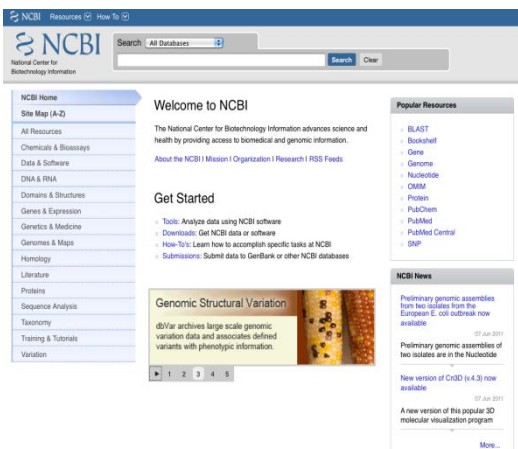 NCBI Resources How To
NCBI
National Center for
Biotechnology Information
Search All Databases
Search Clear
NCBI Home
Site Map (A-Z)
All Resources
Chemicals & Bioassays
Data & Software
DNA & RNA
Domains & Structures
Genes & Expression
Genetics & Medicine
Genomes & Maps
Homology
Literature
Proteins
Sequence Analysis
Taxonomy
Training & Tutorials
Variation
Welcome to NCBI
The National Center for Biotechnology Information advances science and
health by providing access to biomedical and genomic information.
About the NCBI | Mission | Organization | Research | RSS Feeds
Get Started
Tools: Analyze data using NCBI software
Downloads: Get NCBI data or software
How-To's: Learn how to accomplish specific tasks at NCBI
Submissions: Submit data to GenBank or other NCBI databases
Genomic Structural Variation
dbVar archives large scale genomic
variation data and associates defined
variants with phenotypic information.
1 2 3 4 5
Popular Resources
BLAST
Bookshelf
Gene
Genome
Nucleotide
OMIM
Protein
PubChem
PubMed
PubMed Central
SNP
NCBI News
Preliminary genomic assemblies
from two isolates from the
European E. coli outbreak now
available
07 Jun 2011
Preliminary genomic assemblies of
two isolates are in the Nucleotide
New version of Cn3D (v.4.3) now
available
07 Jun 2011
A new version of this popular 3D
molecular visualization program
More...